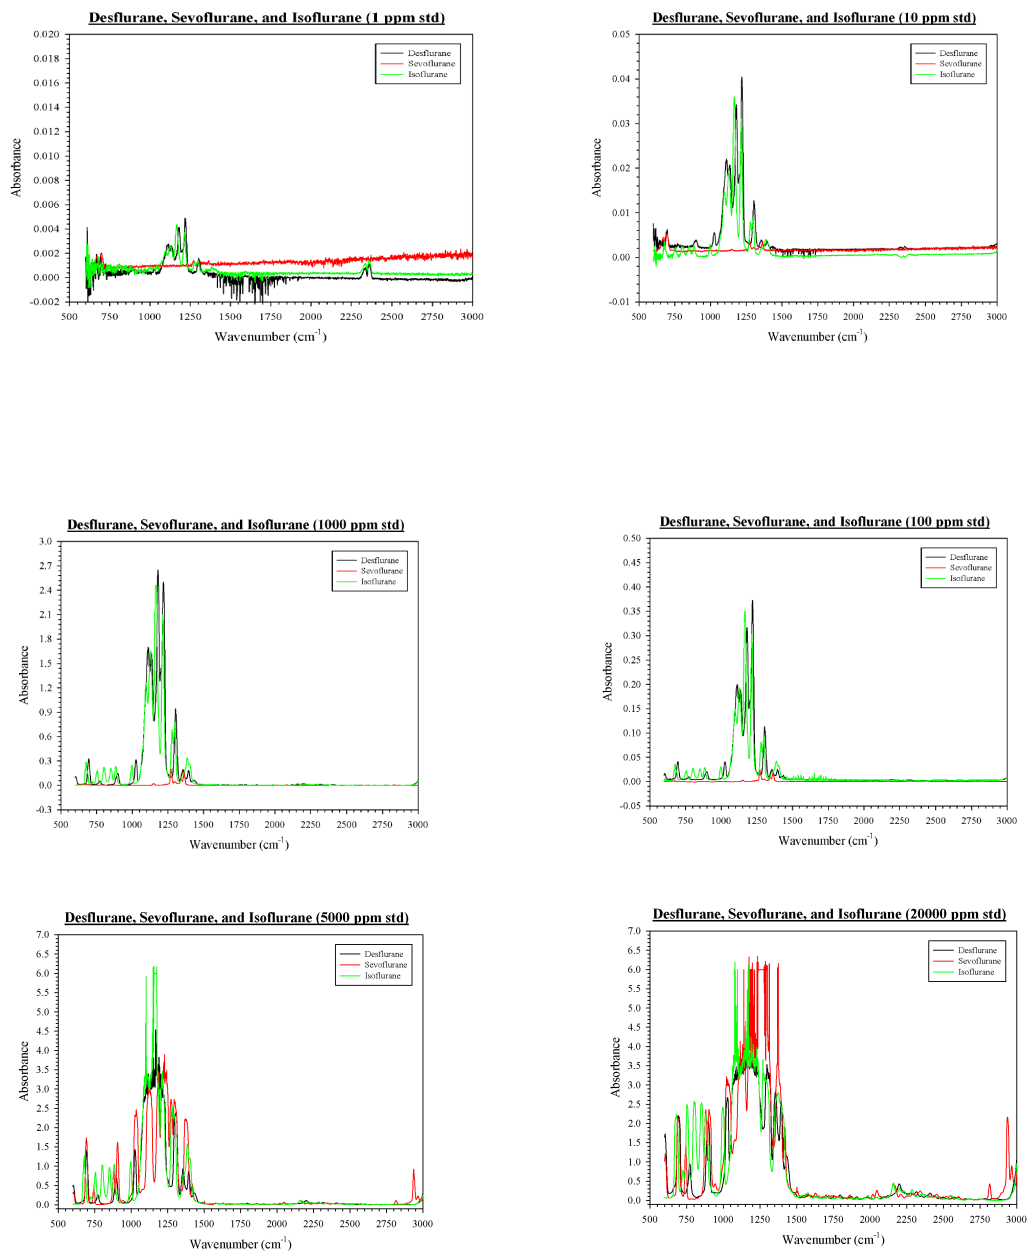 Desflurane, Sevoflurane, and Isoflurane (1 ppm std)
0.020
0.018
0.016
0.014
0.012
0.010
0.008
0.006
0.004
0.002
0.000
-0.002
Absorbance
Desflurane
Sevoflurane
Isoflurane
500 750 1000 1250 1500 1750 2000 2250 2500 2750 3000
Wavenumber (cm-1)
Desflurane, Sevoflurane, and Isoflurane (10 ppm std)
0.05
0.04
0.03
0.02
0.01
0.00
-0.01
Absorbance
Desflurane
Sevoflurane
Isoflurane
500 750 1000 1250 1500 1750 2000 2250 2500 2750 3000
Wavenumber (cm-1)
Desflurane, Sevoflurane, and Isoflurane (1000 ppm std)
3.0
2.7
2.4
2.1
1.8
1.5
1.2
0.9
0.6
0.3
0.0
-0.3
Absorbance
Desflurane
Sevoflurane
Isoflurane
500 750 1000 1250 1500 1750 2000 2250 2500 2750 3000
Wavenumber (cm-1)
Desflurane, Sevoflurane, and Isoflurane (100 ppm std)
0.50
0.45
0.40
0.35
0.30
0.25
0.20
0.15
0.10
0.05
0.00
-0.05
Absorbance
Desflurane
Sevoflurane
Isoflurane
500 750 1000 1250 1500 1750 2000 2250 2500 2750 3000
Wavenumber (cm-1)
Desflurane, Sevoflurane, and Isoflurane (5000 ppm std)
7.0
6.5
6.0
5.5
5.0
4.5
4.0
3.5
3.0
2.5
2.0
1.5
1.0
0.5
0.0
Absorbance
Desflurane
Sevoflurane
Isoflurane
500 750 1000 1250 1500 1750 2000 2250 2500 2750 3000
Wavenumber (cm-1)
Desflurane, Sevoflurane, and Isoflurane (20000 ppm std)
7.0
6.5
6.0
5.5
5.0
4.5
4.0
3.5
3.0
2.5
2.0
1.5
1.0
0.5
0.0
Absorbance
Desflurane
Sevoflurane
Isoflurane
500 750 1000 1250 1500 1750 2000 2250 2500 2750 3000
Wavenumber (cm-1)